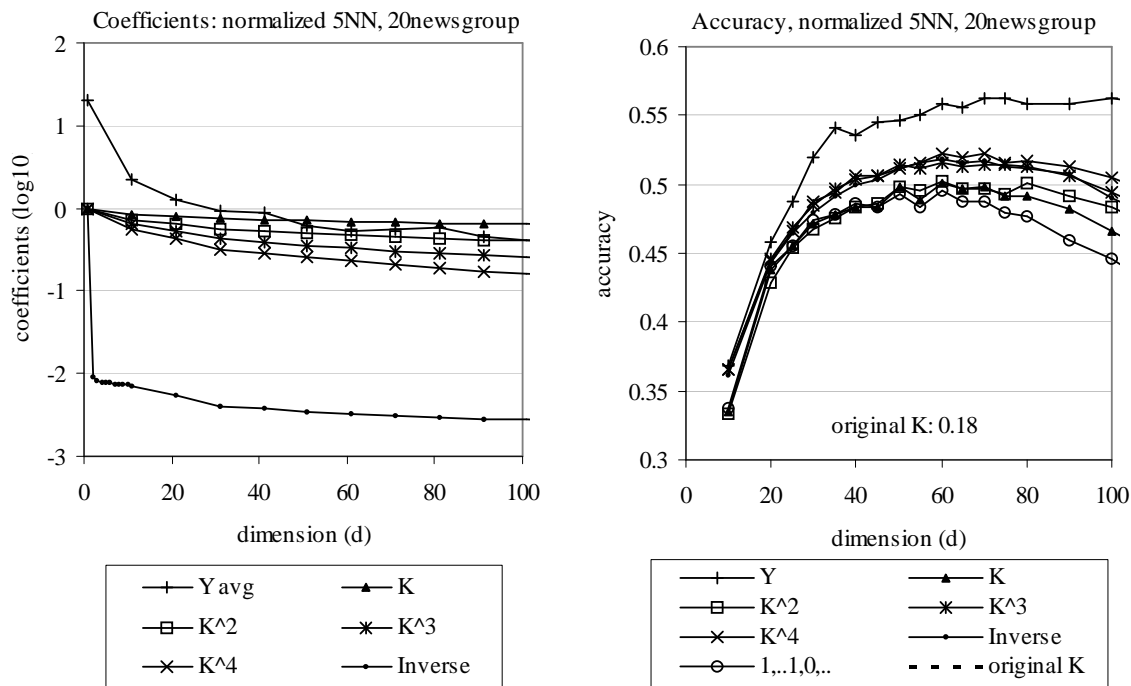 Coefficients: normalized 5NN, 20newsgroup
2
1
0
-1
-2
-3
coefficients (log10
0 20 40 60 80 100
dimension (d)
Y avg K
K^2 K^3
K^4 Inverse
Accuracy, normalized 5NN, 20newsgroup
0.6
0.55
0.5
0.45
0.4
0.35
0.3
accuracy
original K: 0.18
0 20 40 60 80 100
dimension (d)
Y K
K^2 K^3
K^4 Inverse
1,..1,0,.. original K